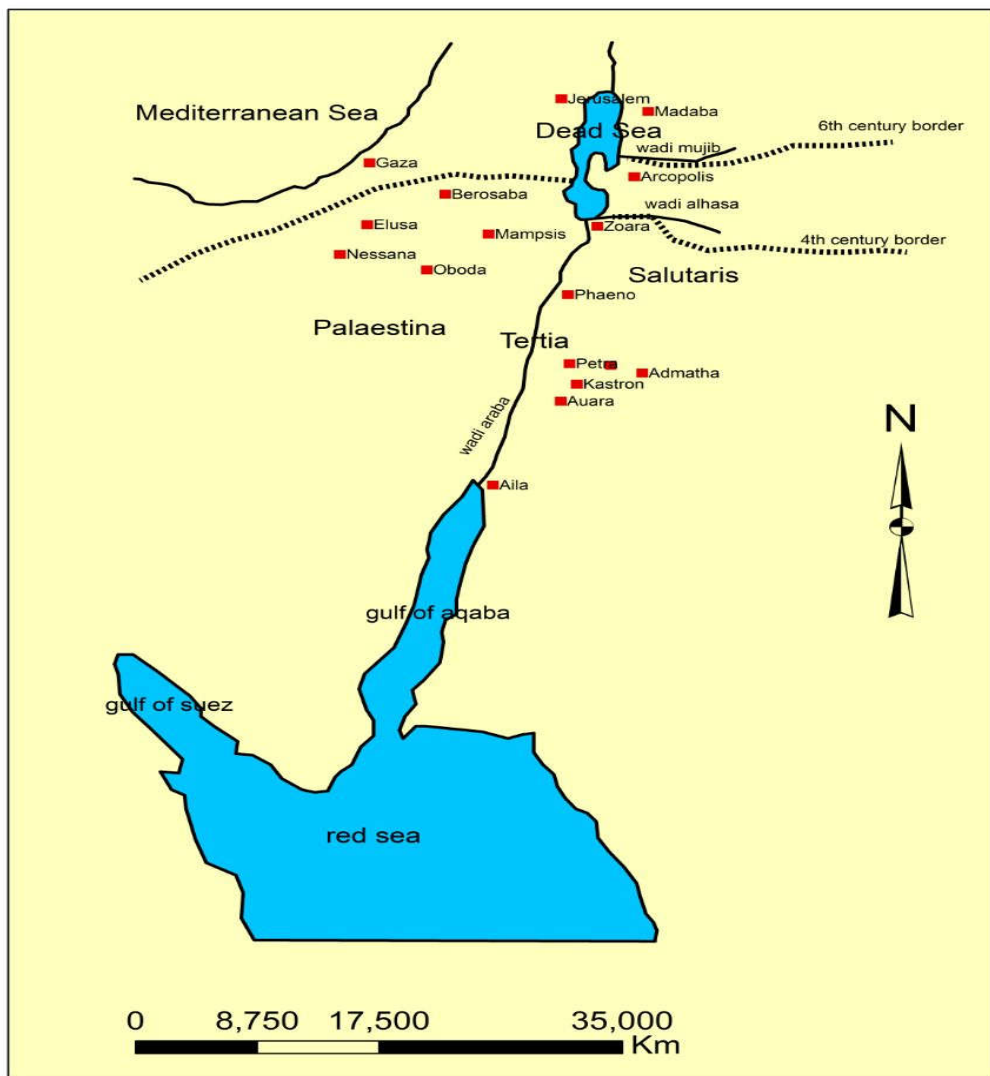 Jerusalem
Mediterranean Sea
Madaba
Dead Sea
6th century border
wadi mujib
Gaza
Arcopolis
Berosaba
wadi alhasa
Elusa
Mampsis
Zoara
4th century border
Nessana
Oboda
Salutaris
Phaeno
Palaestina
Tertia
Petra
Admatha
Kastron
Auara
wadi araba
N
Aila
gulf of aqaba
gulf of suez
red sea
0 8,750 17,500 35,000
Km